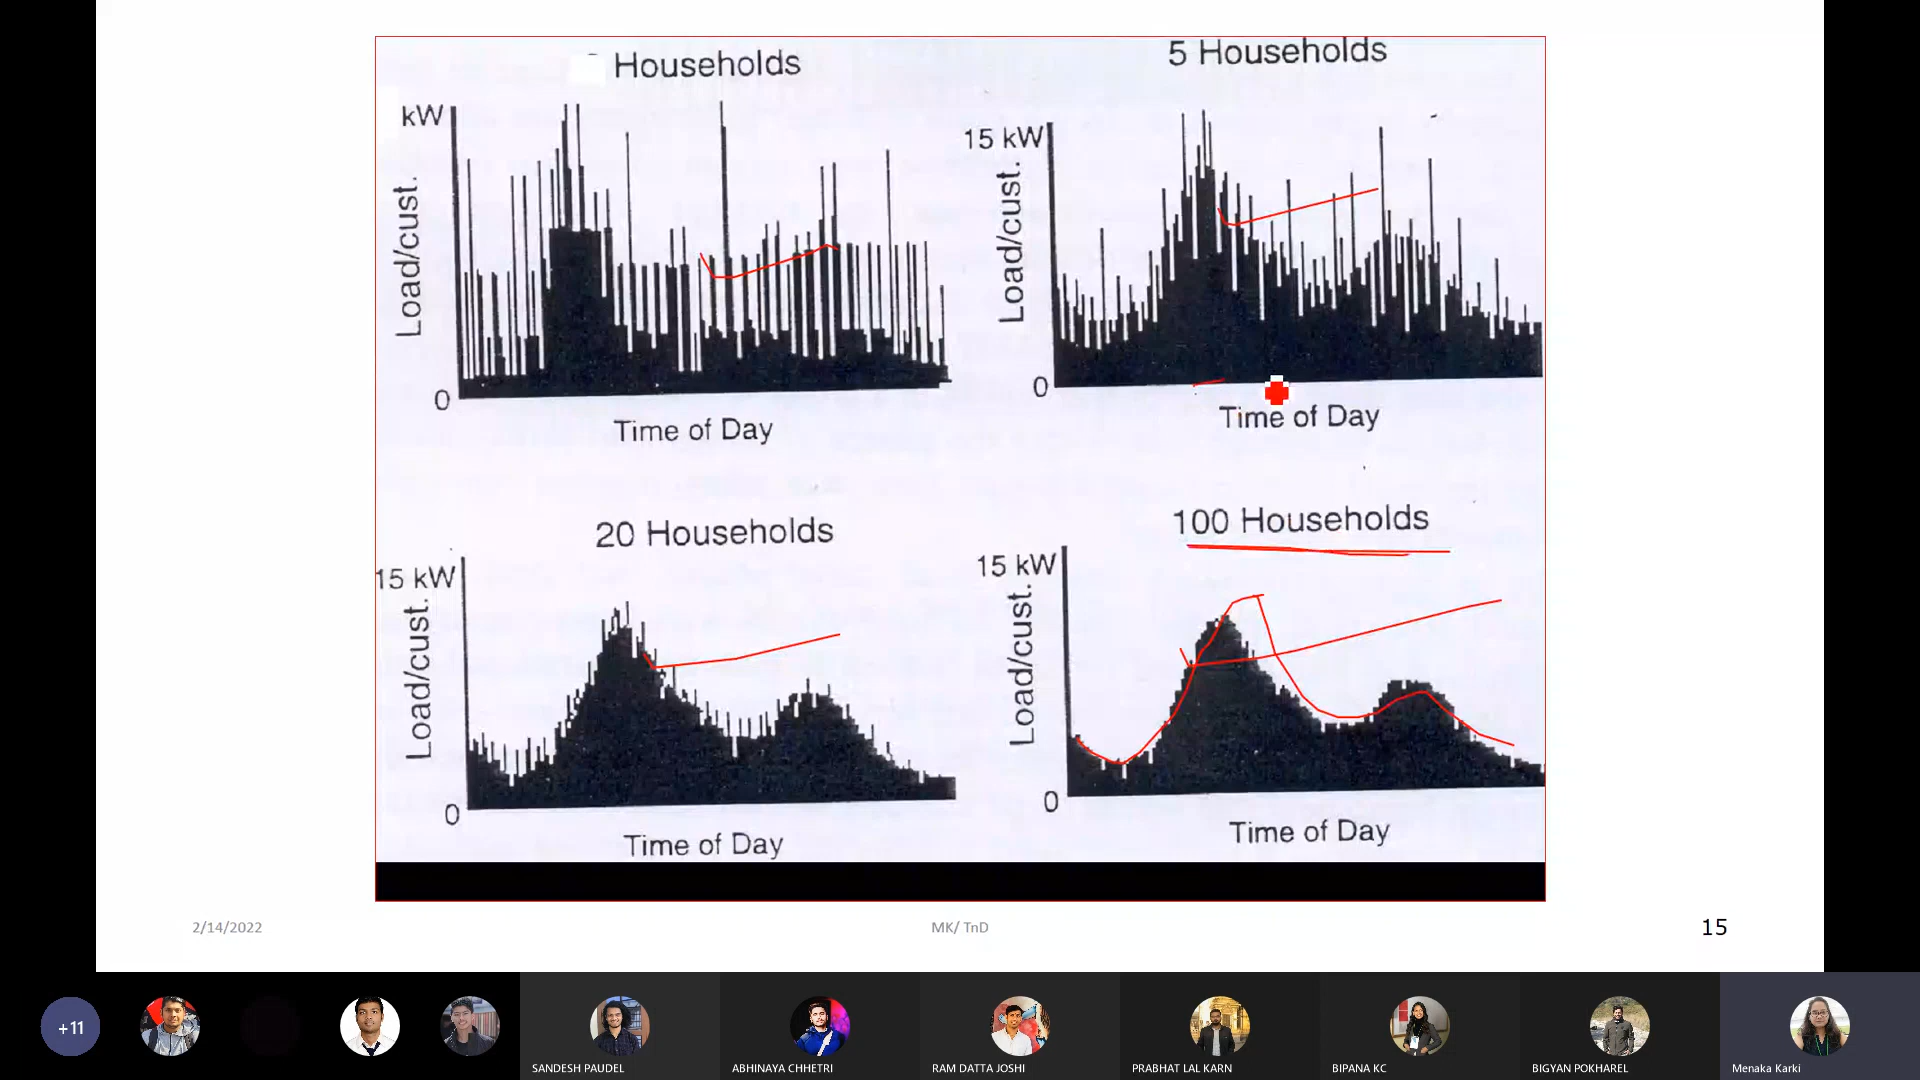 Households
5 Households
kW
Load/cust.
0
Time of Day
15 kW
Load/cust.
0
Time of Day
20 Households
15 kW
Load/cust.
0
Time of Day
100 Households
15 kW
Load/cust.
0
Time of Day
2/14/2022
MK/ TnD
15
+11
SANDESH PAUDEL
ABHINAYA CHHETRI
RAM DATTA JOSHI
PRABHAT LAL KARN
BIPANA KC
BIGYAN POKHAREL
Menaka Karki